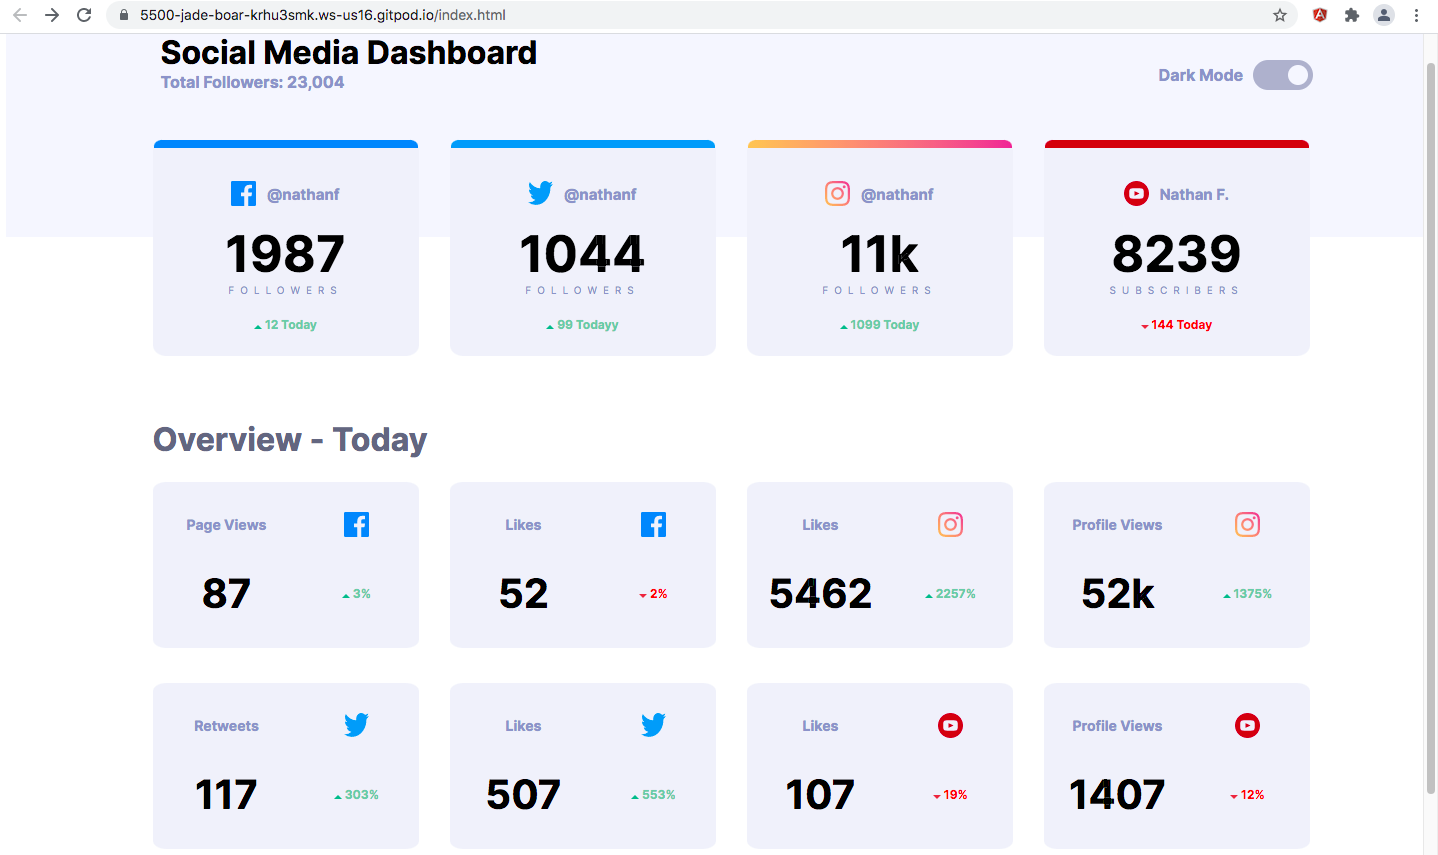 5500-jade-boar-krhu3smk.ws-us16.gitpod.io/index.html
Social Media Dashboard
Total Followers: 23,004
Dark Mode
@nathanf
1987
FOLLOWERS
12 Today
@nathanf
1044
FOLLOWERS
99 Todayy
@nathanf
11k
FOLLOWERS
1099 Today
Nathan F.
8239
SUBSCRIBERS
144 Today
Overview - Today
Page Views
87
3%
Likes
52
2%
Likes
5462
2257%
Profile Views
52k
1375%
Retweets
117
303%
Likes
507
553%
Likes
107
19%
Profile Views
1407
12%